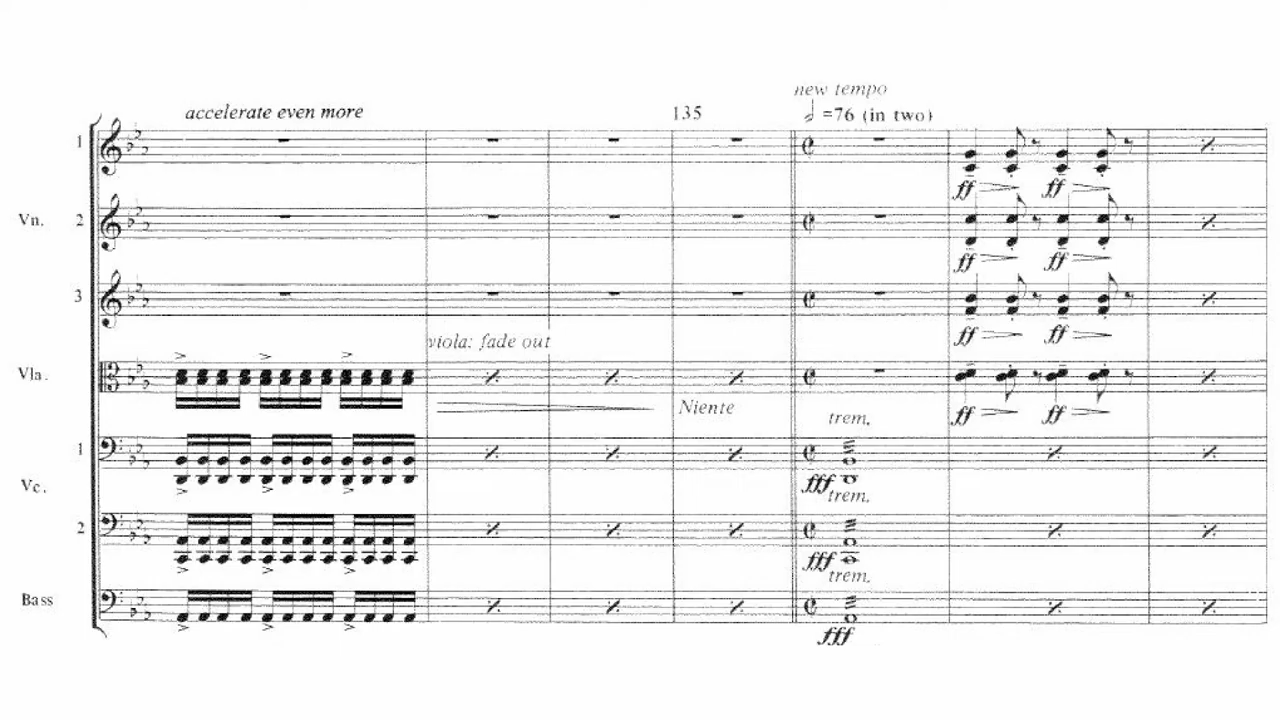 new tempo
accelerate even more 135 =76 (in two)
1
ff ff
Vn. 2
ff ff
3
ff ff
viola: fade out
Vla.
Niente ff ff
trem.
1
Vc. fff
trem.
2
fff
trem.
Bass
fff